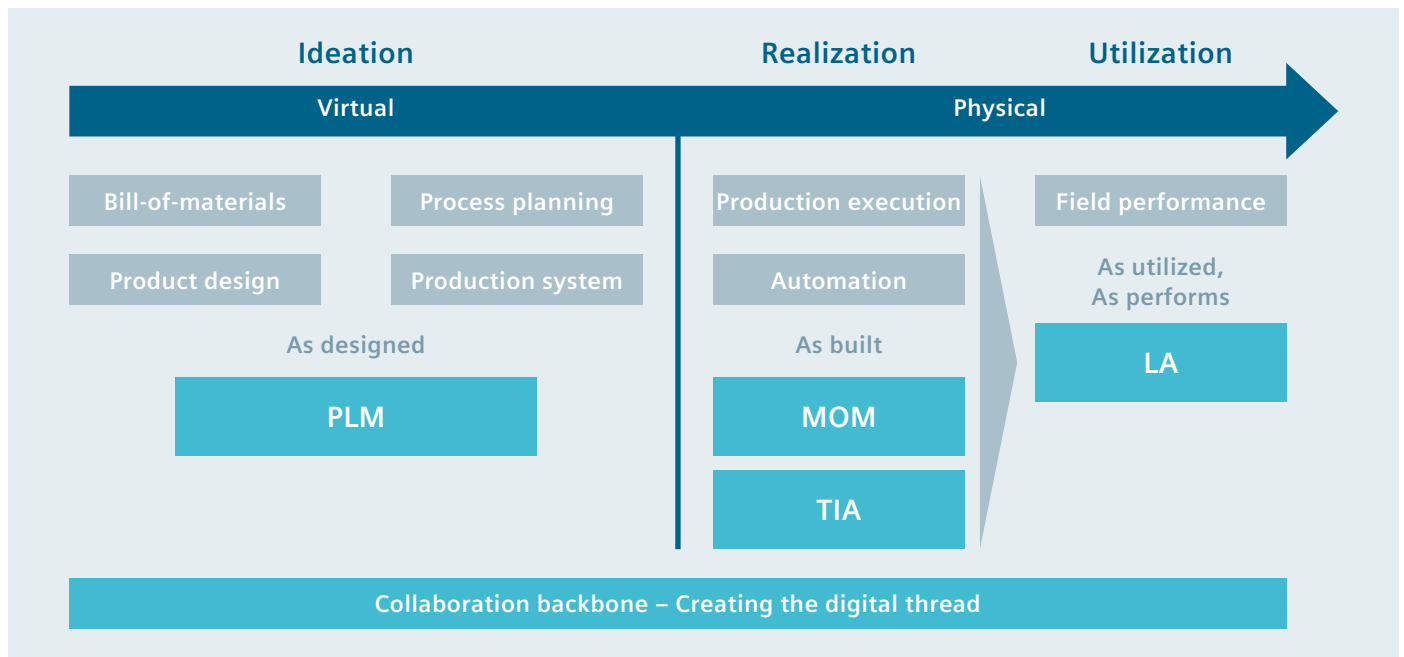 Ideation
Realization
Utilization
Virtual
Physical
Bill-of-materials
Process planning
Production execution
Field performance
Product design
Production system
Automation
As utilized,
As performs
As designed
As built
LA
PLM
MOM
TIA
Collaboration backbone – Creating the digital thread